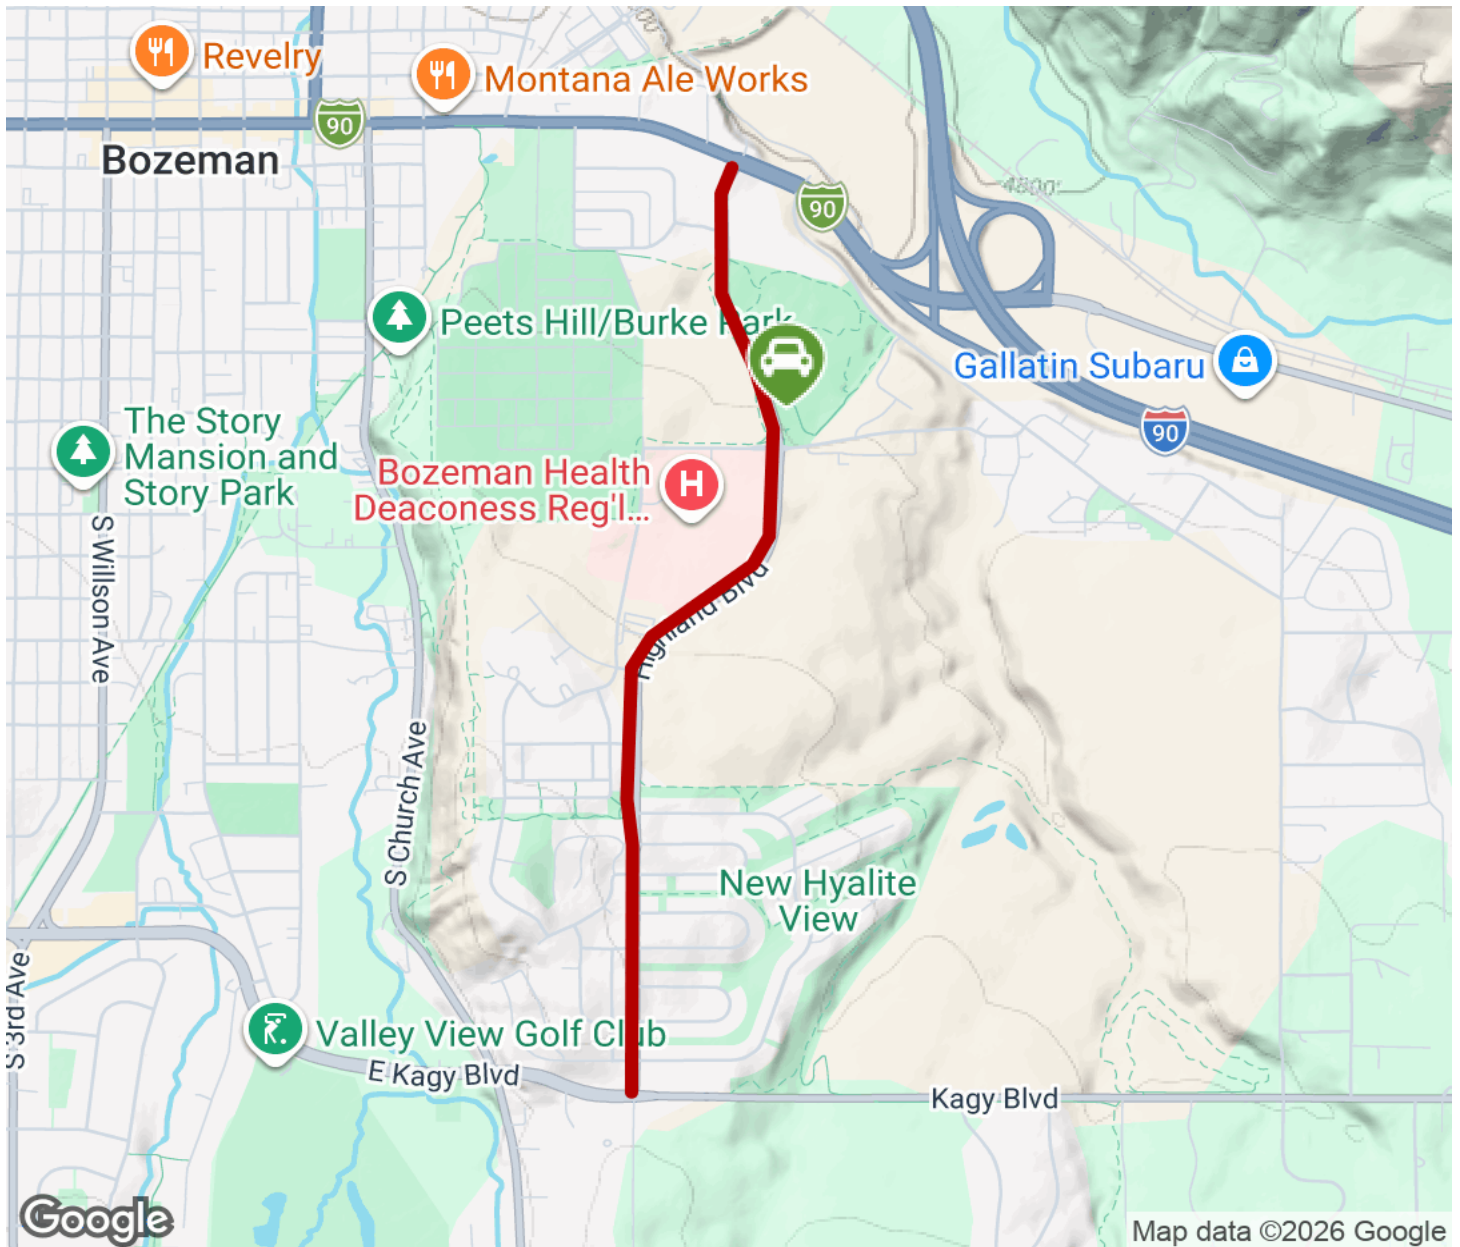 Revelry
Montana Ale Works
90
Bozeman
4800'
90
Peets Hill/Burke Park
Gallatin Subaru
The Story
Mansion and
Story Park
90
Bozeman Health
Deaconess Reg'l...
H
S Willson Ave
Highland Blvd
S Church Ave
New Hyalite
View
S 3rd Ave
Valley View Golf Club
E Kagy Blvd
Kagy Blvd
Google
Map data ©2026 Google